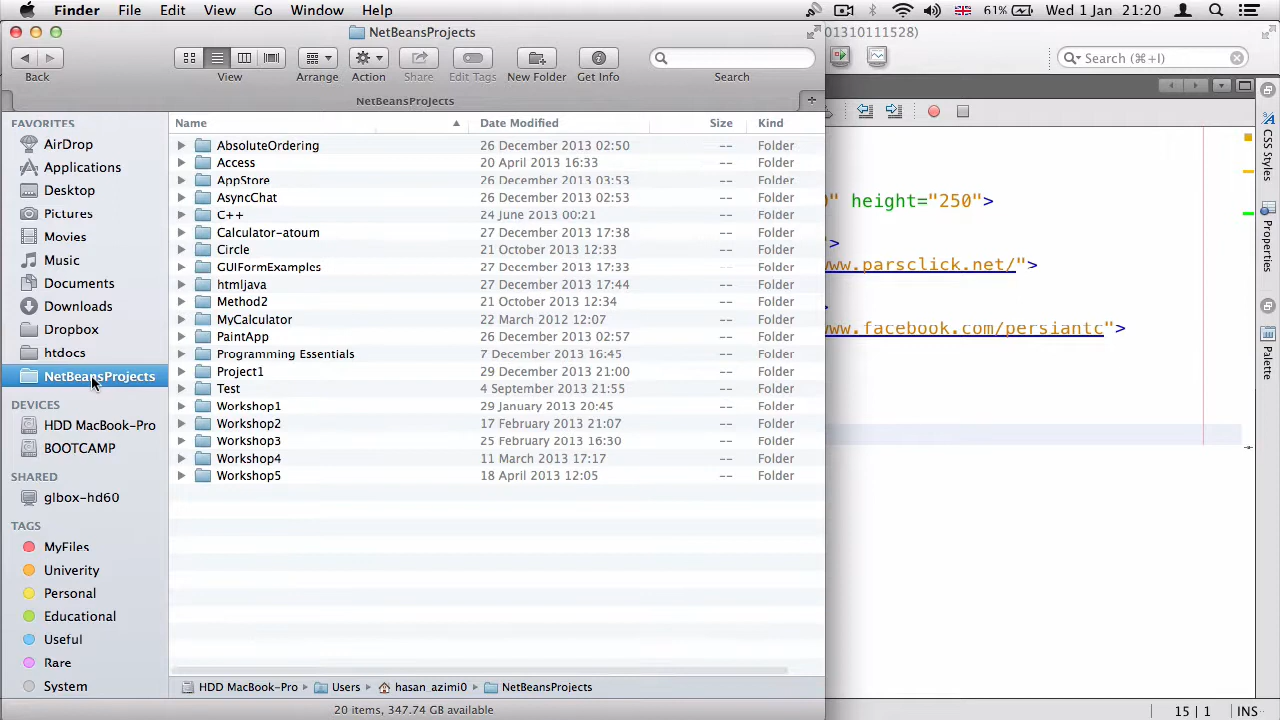 Finder File Edit View Go Window Help 61% Wed 1 Jan 21:20
NetBeansProjects
01310111528)
Back View Arrange Action Share Edit Tags New Folder Get Info Search
Search (⌘+I)
NetBeansProjects
Name Date Modified Size Kind
AbsoluteOrdering 26 December 2013 02:50 -- Folder
Access 20 April 2013 16:33 -- Folder
AppStore 26 December 2013 03:53 -- Folder
AsyncChat 26 December 2013 02:53 -- Folder
C++ 24 June 2013 00:21 -- Folder
Calculator-atoum 27 December 2013 17:38 -- Folder
Circle 21 October 2013 12:33 -- Folder
GUIFormExamples 27 December 2013 17:33 -- Folder
htmljava 27 December 2013 17:44 -- Folder
Method2 21 October 2013 12:34 -- Folder
MyCalculator 22 March 2012 12:07 -- Folder
PaintApp 26 December 2013 02:57 -- Folder
Programming Essentials 7 December 2013 16:45 -- Folder
Project1 29 December 2013 21:00 -- Folder
Test 4 September 2013 21:55 -- Folder
Workshop1 29 January 2013 20:45 -- Folder
Workshop2 17 February 2013 21:07 -- Folder
Workshop3 25 February 2013 16:30 -- Folder
Workshop4 11 March 2013 17:17 -- Folder
Workshop5 18 April 2013 12:05 -- Folder
FAVORITES
AirDrop
Applications
Desktop
Pictures
Movies
Music
Documents
Downloads
Dropbox
htdocs
NetBeansProjects
DEVICES
HDD MacBook-Pro
BOOTCAMP
SHARED
glbox-hd60
TAGS
MyFiles
Univerity
Personal
Educational
Useful
Rare
System
HDD MacBook-Pro Users hasan_azimi0 NetBeansProjects
20 items, 347.74 GB available
" height="250">
">
ww.parsclick.net/">
>
ww.facebook.com/persiantc">
CSS Styles
Properties
Palette
15 | 1 INS